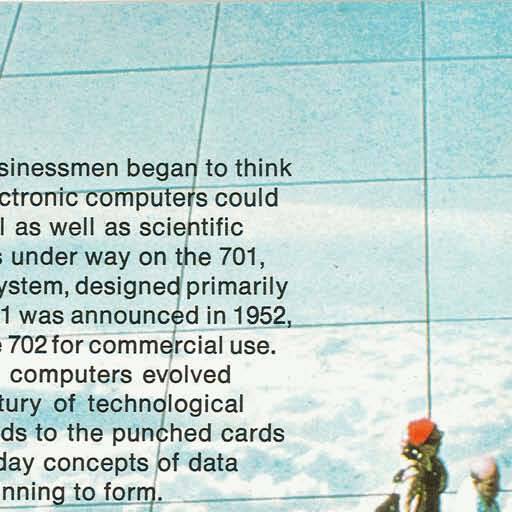 sinessmen began to think
ctronic computers could
l as well as scientific
s under way on the 701,
ystem, designed primarily
1 was announced in 1952,
e 702 for commercial use.
computers evolved
tury of technological
ds to the punched cards
day concepts of data
nning to form.